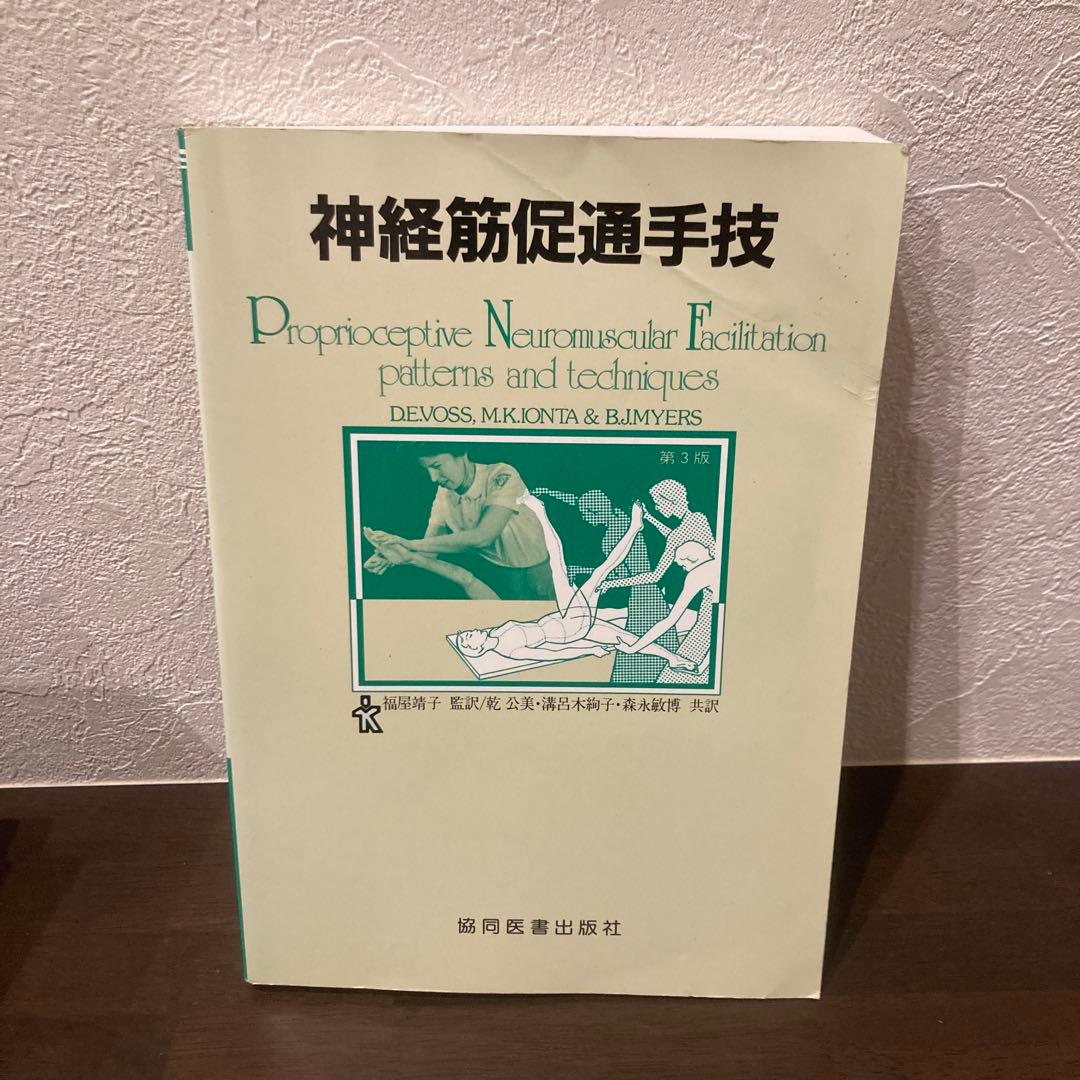 神経筋促通手技
Proprioceptive Neuromuscular Facilitation
patterns and techniques
D.E.VOSS, M.K.IONTA & B.J.MYERS
第3版
福屋靖子 監訳/乾 公美・溝呂木絢子・森永敏博 共訳
協同医書出版社